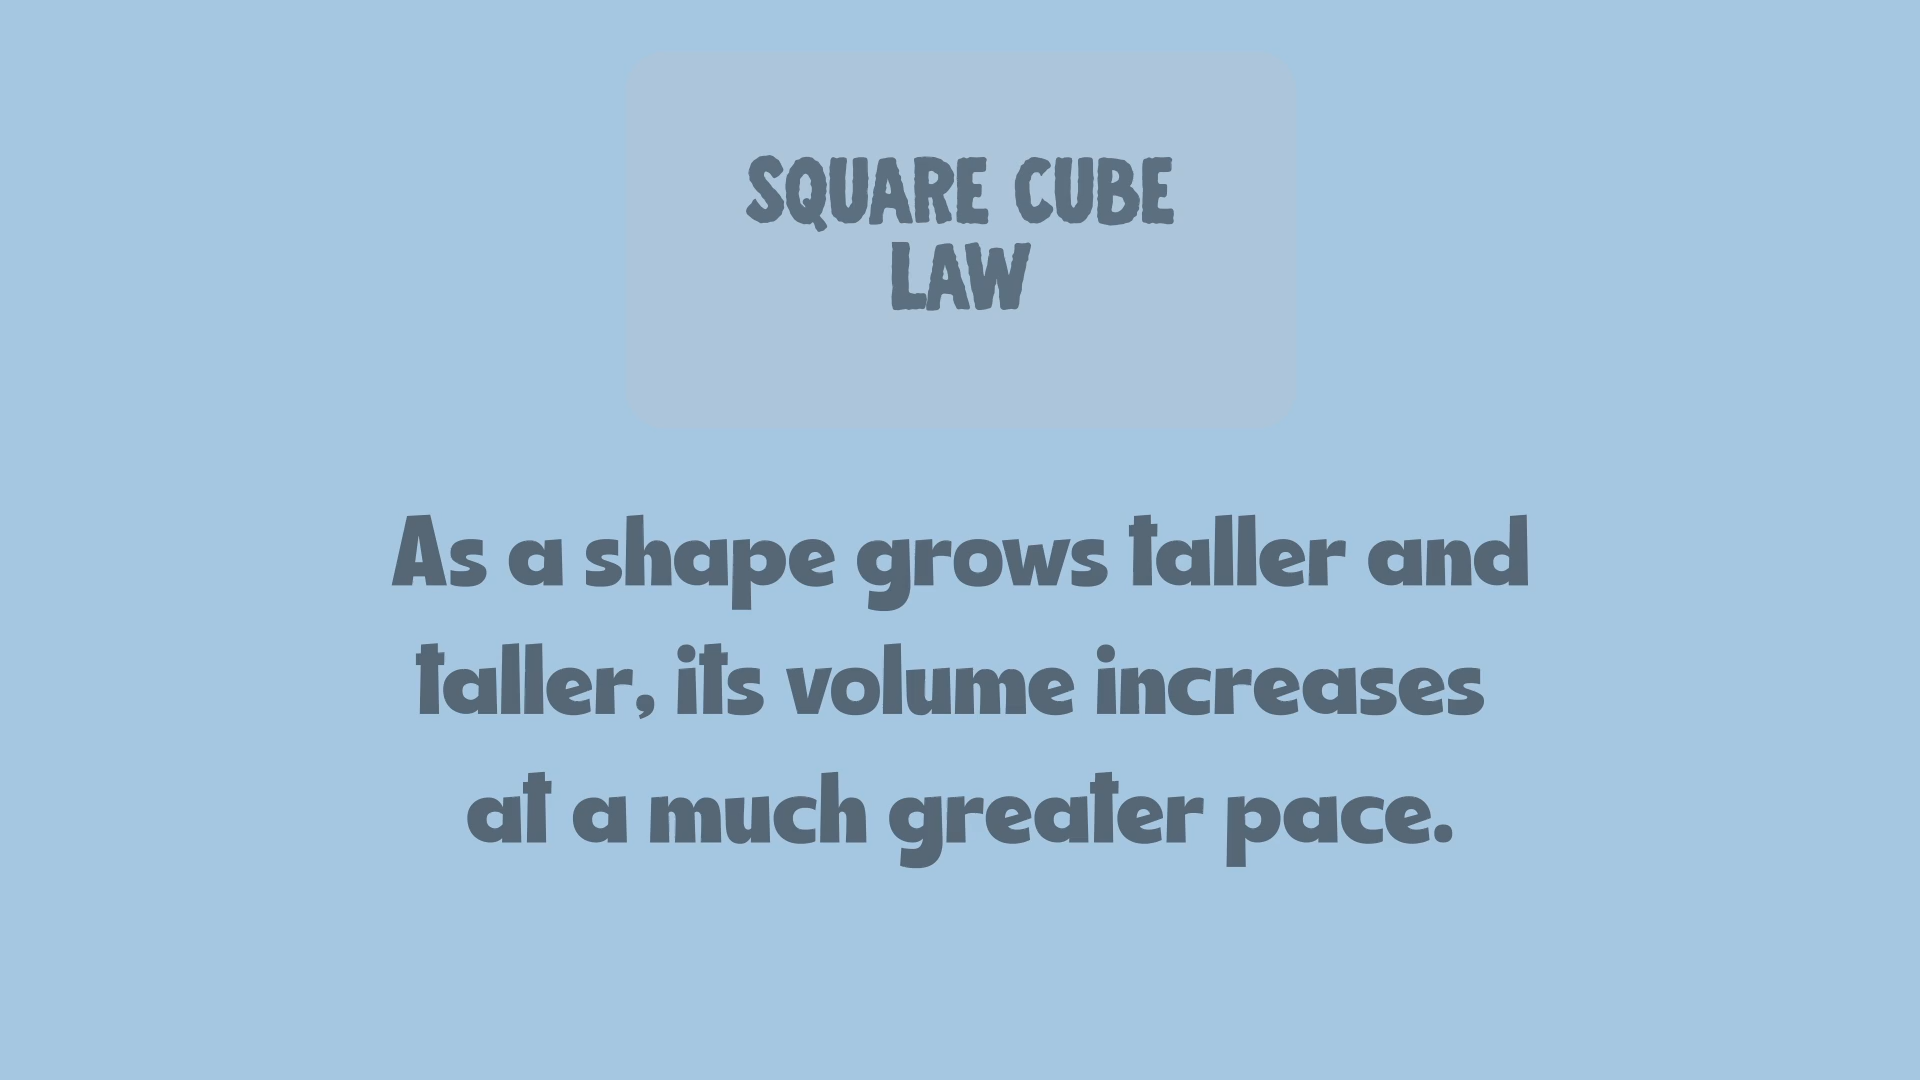 SQUARE CUBE
LAW
As a shape grows taller and
taller, its volume increases
at a much greater pace.